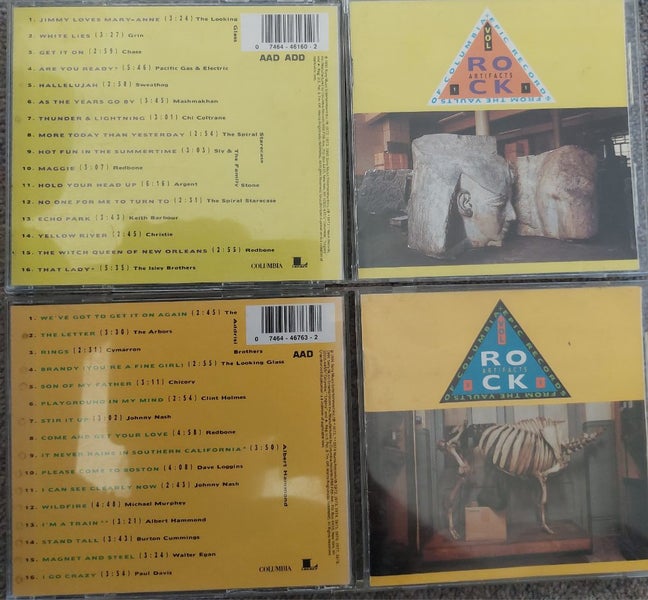 1. JIMMY LOVES MARY-ANNE (3:24) The Looking Glass
2. WHITE LIES (3:27) Grin
3. GET IT ON (2:59) Chase
4. ARE YOU READY* (5:46) Pacific Gas & Electric
5. HALLELUJAH (2:50) Sweathog
6. AS THE YEARS GO BY (3:45) Mashmakhan
7. THUNDER & LIGHTNING (3:01) Chi Coltrane
8. MORE TODAY THAN YESTERDAY (2:54) The Spiral Starecase
9. HOT FUN IN THE SUMMERTIME (3:03) Sly & The Family Stone
10. MAGGIE (5:07) Redbone
11. HOLD YOUR HEAD UP (6:16) Argent
12. NO ONE FOR ME TO TURN TO (2:31) The Spiral Starecase
13. ECHO PARK (3:43) Keith Barbour
14. YELLOW RIVER (2:45) Christie
15. THE WITCH QUEEN OF NEW ORLEANS (2:55) Redbone
16. THAT LADY* (5:35) The Isley Brothers
0 7464-46160-2
AAD ADD
COLUMBIA
FROM THE VAULTS OF COLUMBIA EPIC RECORDS
VOL
ROCK
ARTIFACTS
1 1
1. WE'VE GOT TO GET IT ON AGAIN (2:45) The Addrisi Brothers
2. THE LETTER (3:30) The Arbors
3. RINGS (2:31) Cymarron
4. BRANDY (YOU'RE A FINE GIRL) (2:55) The Looking Glass
5. SON OF MY FATHER (3:11) Chicory
6. PLAYGROUND IN MY MIND (2:54) Clint Holmes
7. STIR IT UP (3:02) Johnny Nash
8. COME AND GET YOUR LOVE (4:58) Redbone
9. IT NEVER RAINS IN SOUTHERN CALIFORNIA* (3:50) Albert Hammond
10. PLEASE COME TO BOSTON (4:08) Dave Loggins
11. I CAN SEE CLEARLY NOW (2:43) Johnny Nash
12. WILDFIRE (4:48) Michael Murphey
13. I'M A TRAIN** (3:21) Albert Hammond
14. STAND TALL (3:43) Burton Cummings
15. MAGNET AND STEEL (3:24) Walter Egan
16. I GO CRAZY (3:54) Paul Davis
0 7464-46763-2
AAD
COLUMBIA
FROM THE VAULTS OF COLUMBIA EPIC RECORDS
VOL
ROCK
ARTIFACTS